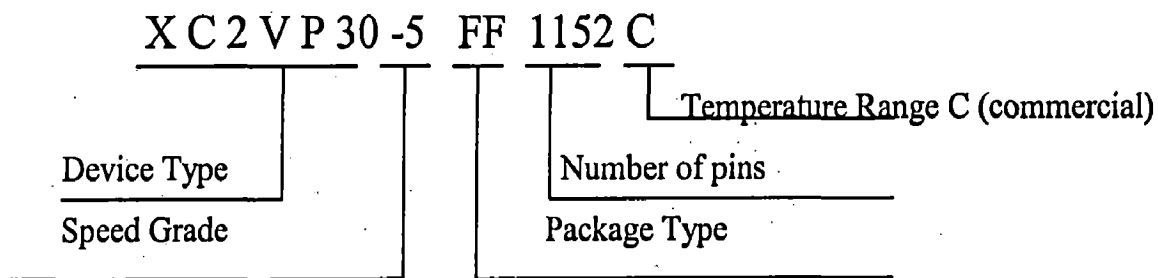 X C 2 V P 30 -5 FF 1152 C
Temperature Range C (commercial)
Device Type
Number of pins
Speed Grade
Package Type